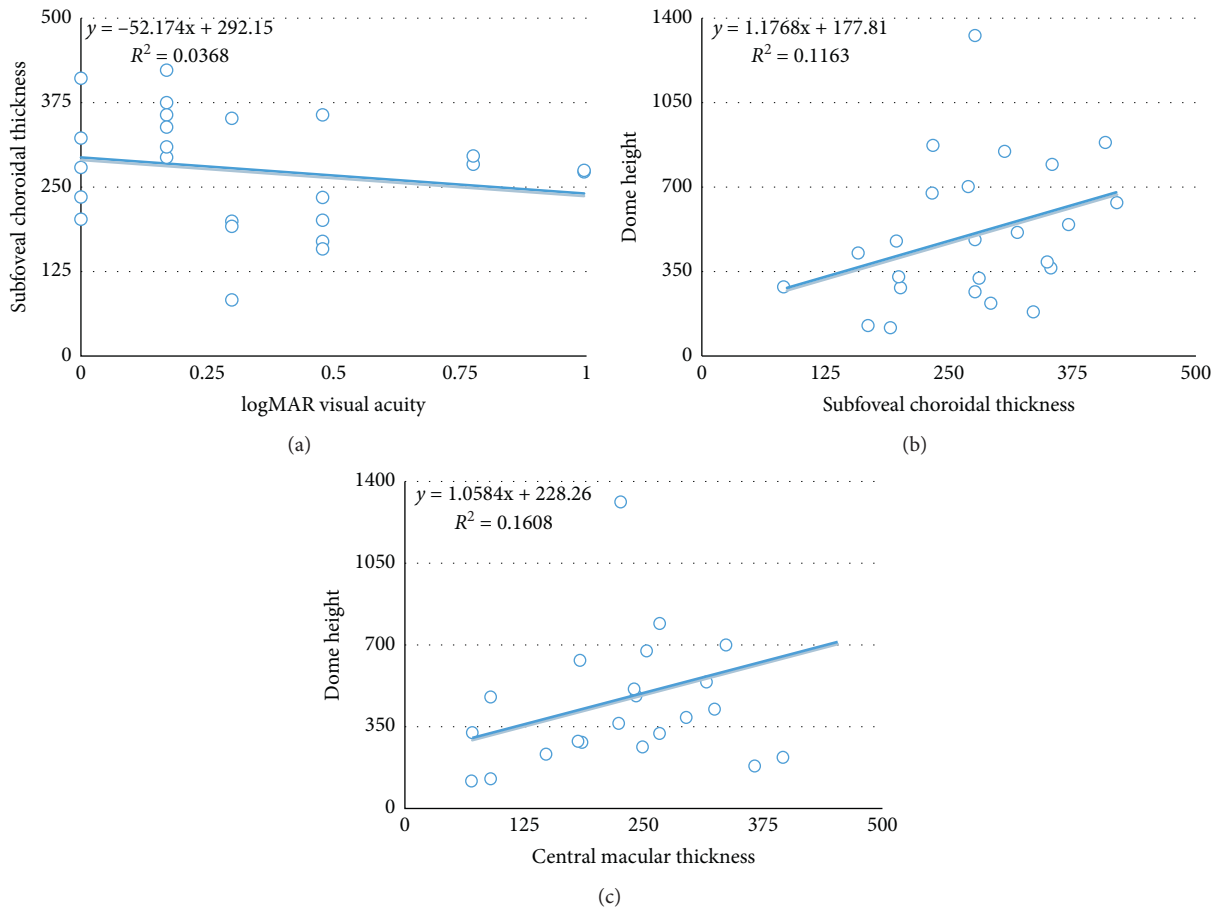 500
375
250
125
0
Subfoveal choroidal thickness
y = –52.174x + 292.15
R² = 0.0368
0 0.25 0.5 0.75 1
logMAR visual acuity
(a)
1400
1050
700
350
0
Dome height
y = 1.1768x + 177.81
R² = 0.1163
0 125 250 375 500
Subfoveal choroidal thickness
(b)
1400
1050
700
350
0
Dome height
y = 1.0584x + 228.26
R² = 0.1608
0 125 250 375 500
Central macular thickness
(c)